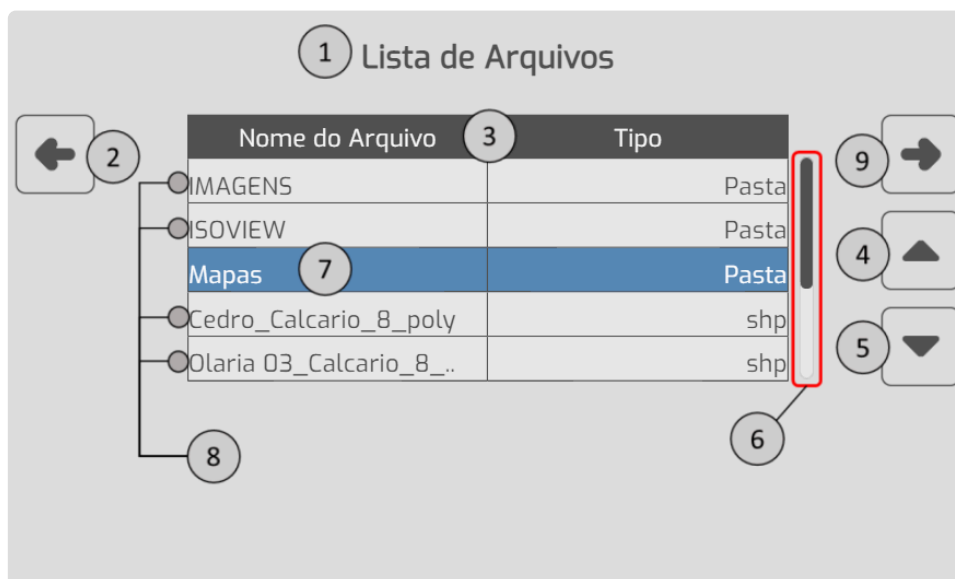 1 Lista de Arquivos
Nome do Arquivo 3 Tipo
2
9
IMAGENS Pasta
ISOVIEW Pasta
4
Mapas 7 Pasta
Cedro_Calcario_8_poly shp
5
Olaria 03_Calcario_8_.. shp
6
8